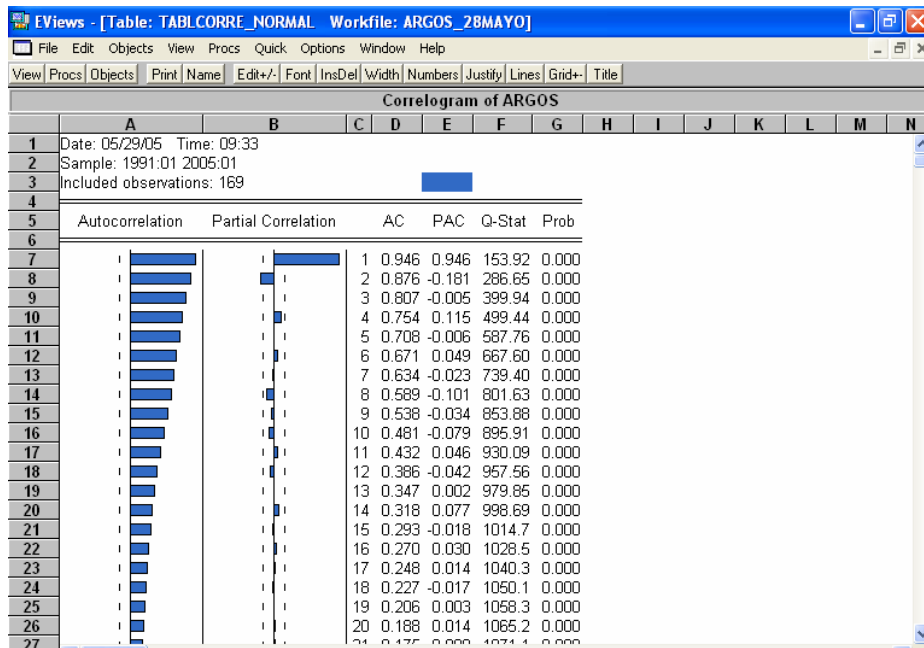 EViews - [Table: TABLCORRE_NORMAL Workfile: ARGOS_28MAYO]
File Edit Objects View Procs Quick Options Window Help
View Procs Objects Print Name Edit+/- Font InsDel Width Numbers Justify Lines Grid+- Title
Correlogram of ARGOS
A B C D E F G H I J K L M N
1 Date: 05/29/05 Time: 09:33
2 Sample: 1991:01 2005:01
3 Included observations: 169
4
5 Autocorrelation Partial Correlation AC PAC Q-Stat Prob
6
7 1 0.946 0.946 153.92 0.000
8 2 0.876 -0.181 286.65 0.000
9 3 0.807 -0.005 399.94 0.000
10 4 0.754 0.115 499.44 0.000
11 5 0.708 -0.006 587.76 0.000
12 6 0.671 0.049 667.60 0.000
13 7 0.634 -0.023 739.40 0.000
14 8 0.589 -0.101 801.63 0.000
15 9 0.538 -0.034 853.88 0.000
16 10 0.481 -0.079 895.91 0.000
17 11 0.432 0.046 930.09 0.000
18 12 0.386 -0.042 957.56 0.000
19 13 0.347 0.002 979.85 0.000
20 14 0.318 0.077 998.69 0.000
21 15 0.293 -0.018 1014.7 0.000
22 16 0.270 0.030 1028.5 0.000
23 17 0.248 0.014 1040.3 0.000
24 18 0.227 -0.017 1050.1 0.000
25 19 0.206 0.003 1058.3 0.000
26 20 0.188 0.014 1065.2 0.000
27